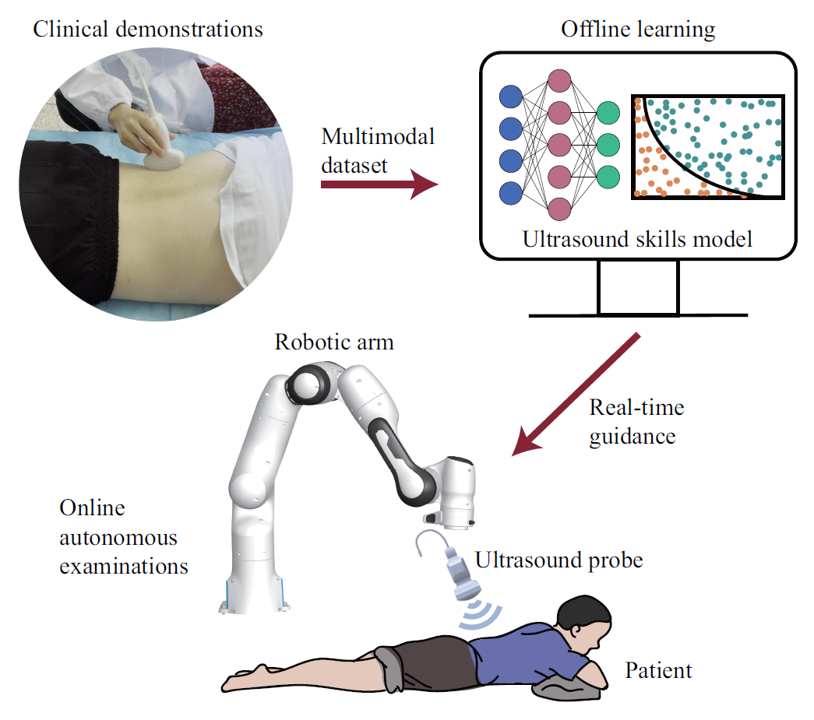 Clinical demonstrations
Offline learning
Multimodal
dataset
Ultrasound skills model
Robotic arm
Real-time
guidance
Online
autonomous
examinations
Ultrasound probe
Patient